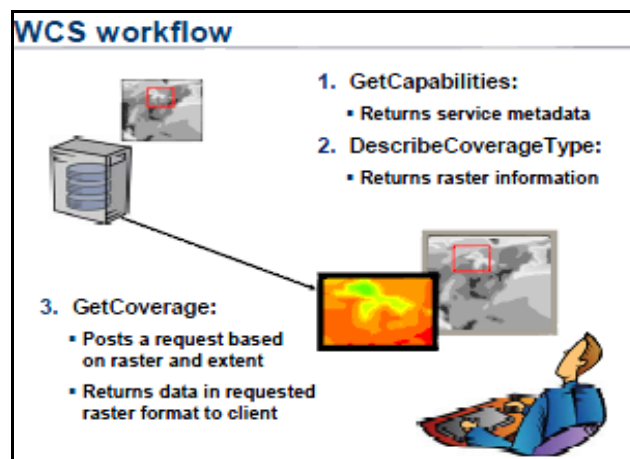 WCS workflow
1. GetCapabilities:
▪ Returns service metadata
2. DescribeCoverageType:
▪ Returns raster information
3. GetCoverage:
▪ Posts a request based
on raster and extent
▪ Returns data in requested
raster format to client